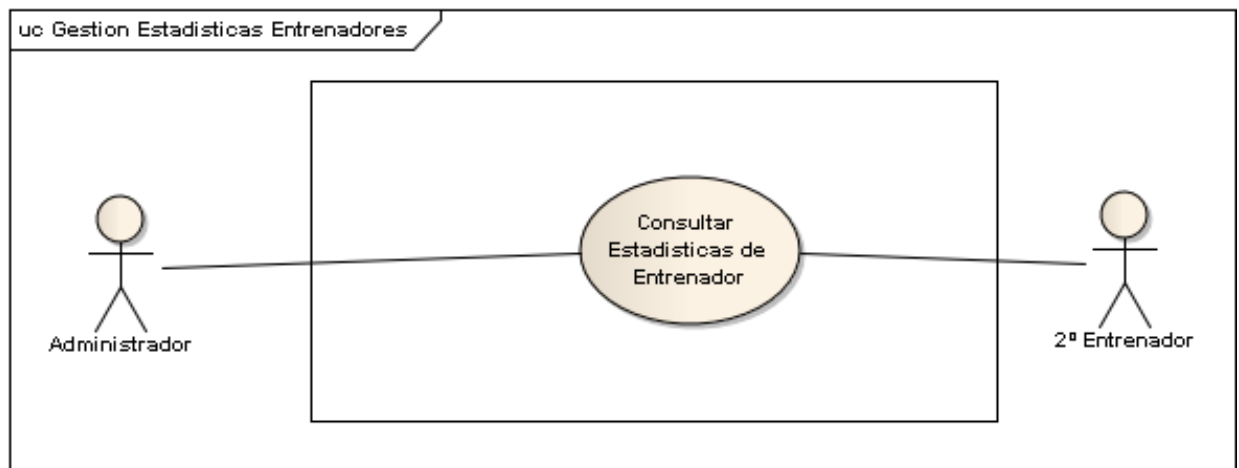 uc Gestion Estadisticas Entrenadores
Consultar
Estadisticas de
Entrenador
Administrador
2º Entrenador